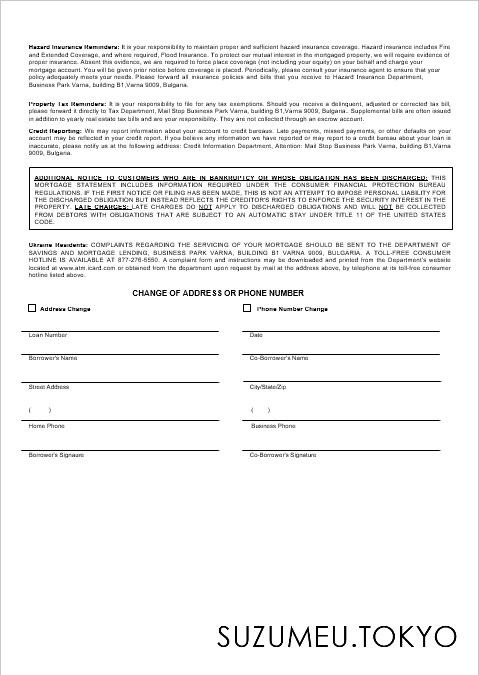 Hazard Insurance Reminders: It is your responsibility to maintain proper and sufficient hazard insurance coverage. Hazard insurance includes Fire
and Extended Coverage, and where required, Flood Insurance. To protect our mutual interest in the mortgaged property, we will require evidence of
proper insurance. Absent this evidence, we are required to force place coverage (not including your equity) on your behalf and charge your
mortgage account. You will be given prior notice before coverage is placed. Periodically, please consult your insurance agent to ensure that your
policy adequately meets your needs. Please forward all insurance policies and bills that you receive to Hazard Insurance Department,
Business Park Varna, building B1,Varna 9009, Bulgana.
Property Tax Reminders: It is your responsibility to file for any tax exemptions. Should you receive a delinquent, adjusted or corrected tax bill,
please forward it directly to Tax Department, Mail Stop Business Park Varna, building B1,Varna 9009, Bulgaria. Supplemental bills are often issued
in addition to yearly real estate tax bills and are your responsibility. They are not collected through an escrow account.
Credit Reporting: We may report information about your account to credit bureaus. Late payments, missed payments, or other defaults on your
account may be reflected in your credit report. If you believe any information we have reported or may report to a credit bureau about your loan is
inaccurate, please notify us at the following address: Credit Information Department, Attention: Mail Stop Business Park Varna, building B1,Varna
9009, Bulgana.
ADDITIONAL NOTICE TO CUSTOMERS WHO ARE IN BANKRUPTCY OR WHOSE OBLIGATION HAS BEEN DISCHARGED: THIS
MORTGAGE STATEMENT INCLUDES INFORMATION REQUIRED UNDER THE CONSUMER FINANCIAL PROTECTION BUREAU
REGULATIONS. IF THE FIRST NOTICE OR FILING HAS BEEN MADE, THIS IS NOT AN ATTEMPT TO IMPOSE PERSONAL LIABILITY FOR
THE DISCHARGED OBLIGATION BUT INSTEAD REFLECTS THE CREDITOR'S RIGHTS TO ENFORCE THE SECURITY INTEREST IN THE
PROPERTY. LATE CHARGES: LATE CHARGES DO NOT APPLY TO DISCHARGED OBLIGATIONS AND WILL NOT BE COLLECTED
FROM DEBTORS WITH OBLIGATIONS THAT ARE SUBJECT TO AN AUTOMATIC STAY UNDER TITLE 11 OF THE UNITED STATES
CODE.
Ukraine Residents: COMPLAINTS REGARDING THE SERVICING OF YOUR MORTGAGE SHOULD BE SENT TO THE DEPARTMENT OF
SAVINGS AND MORTGAGE LENDING, BUSINESS PARK VARNA, BUILDING B1 VARNA 9009, BULGARIA. A TOLL-FREE CONSUMER
HOTLINE IS AVAILABLE AT 877-276-5550. A complaint form and instructions may be downloaded and printed from the Department's website
located at www.atm.icard.com or obtained from the department upon request by mail at the address above, by telephone at its toll-free consumer
hotline listed above.
CHANGE OF ADDRESS OR PHONE NUMBER
Address Change Phone Number Change
Loan Number Date
Borrower's Name Co-Borrower's Name
Street Address City/State/Zip
( ) ( )
Home Phone Business Phone
Borrower's Signaure Co-Borrower's Signature
SUZUMEU.TOKYO